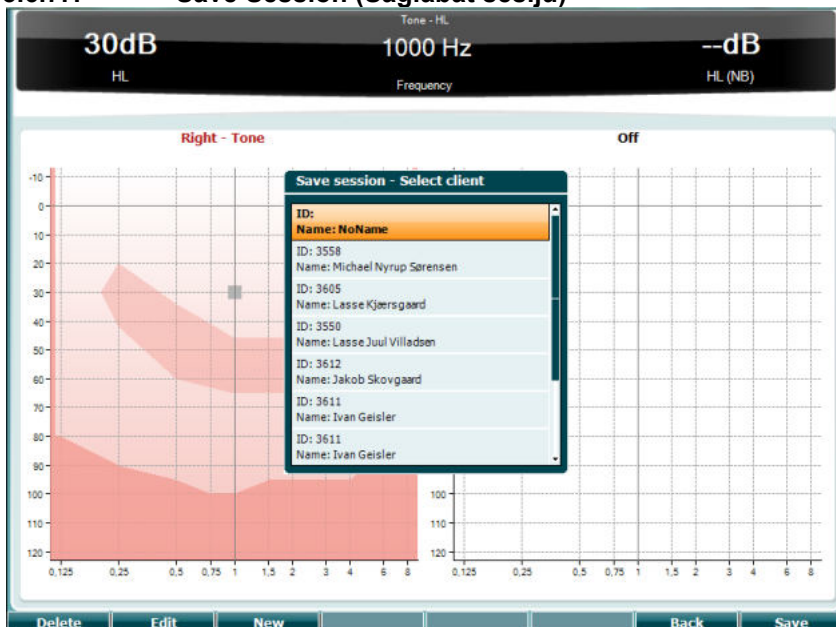 Save Session (Saglabāt sesiju)
Tone - HL
30dB
1000 Hz
--dB
HL
Frequency
HL (NB)
Right - Tone
Off
Save session - Select client
ID:
Name: NoName
ID: 3558
Name: Michael Nyrup Sørensen
ID: 3605
Name: Lasse Kjærsgaard
ID: 3550
Name: Lasse Juul Villadsen
ID: 3612
Name: Jakob Skovgaard
ID: 3611
Name: Ivan Geisler
ID: 3611
Name: Ivan Geisler
-10
0
10
20
30
40
50
60
70
80
90
100
110
120
100
110
120
0,125 0,25 0,5 0,75 1 1,5 2 3 4 6 8
0,125 0,25 0,5 0,75 1 1,5 2 3 4 6 8
Delete Edit New Back Save